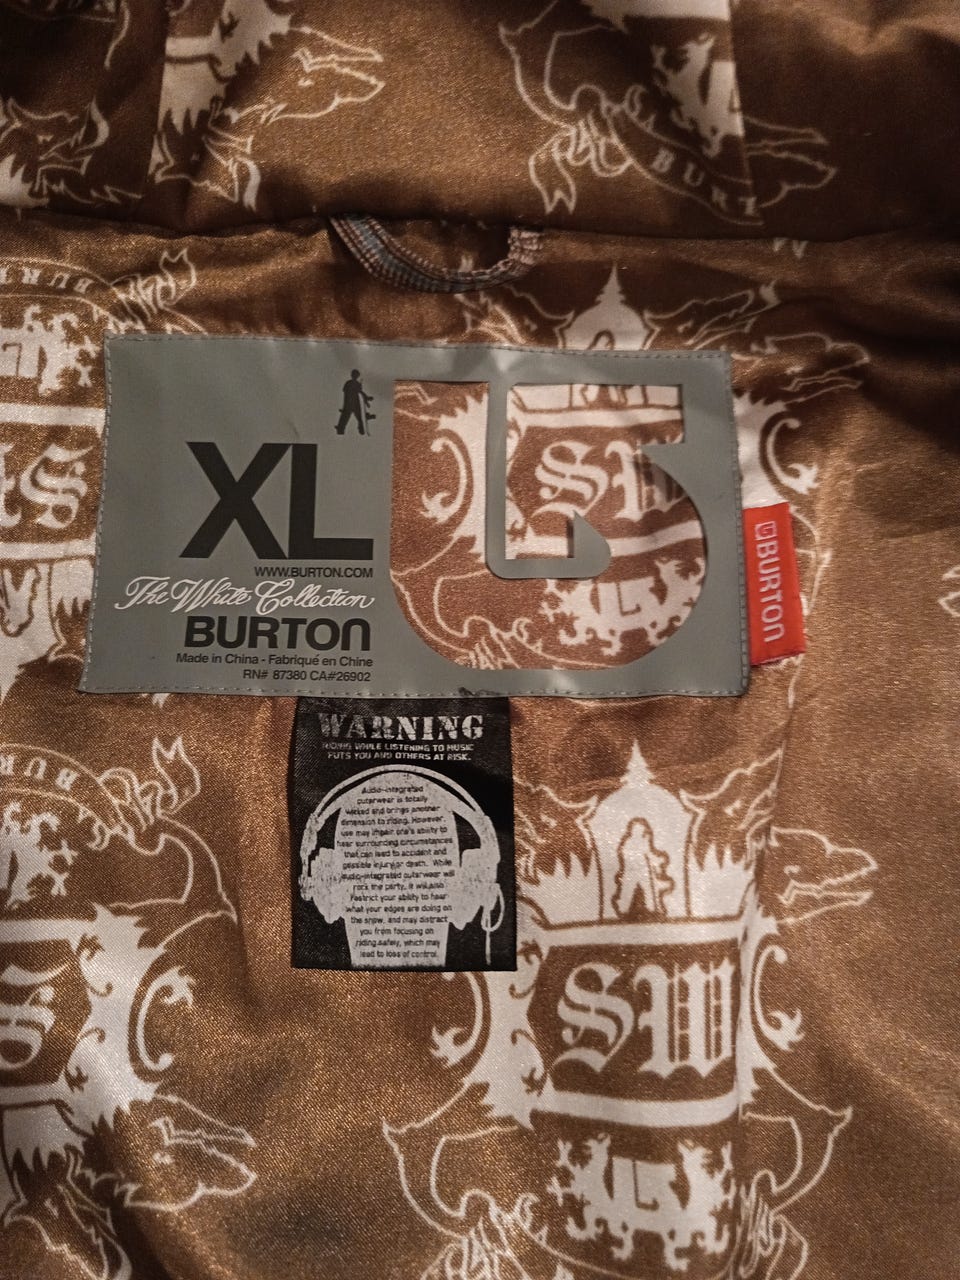 BURT
BURT
XL
SW
WWW.BURTON.COM
The White Collection
BURTON
BURTON
Made in China - Fabriqué en Chine
RN# 87380 CA#26902
WARNING
RIDING WHILE LISTENING TO MUSIC
PUTS YOU AND OTHERS AT RISK.
Audio-integrated
outerwear is totally
wicked and brings another
dimension to riding. However,
use may impair one's ability to
hear surrounding circumstances
that can lead to accident and
possible injury or death. While
audio-integrated outerwear will
rock the party, it will also
restrict your ability to hear
what your edges are doing on
the snow, and may distract
you from focusing on
riding safely, which may
lead to loss of control.
BUR
SW